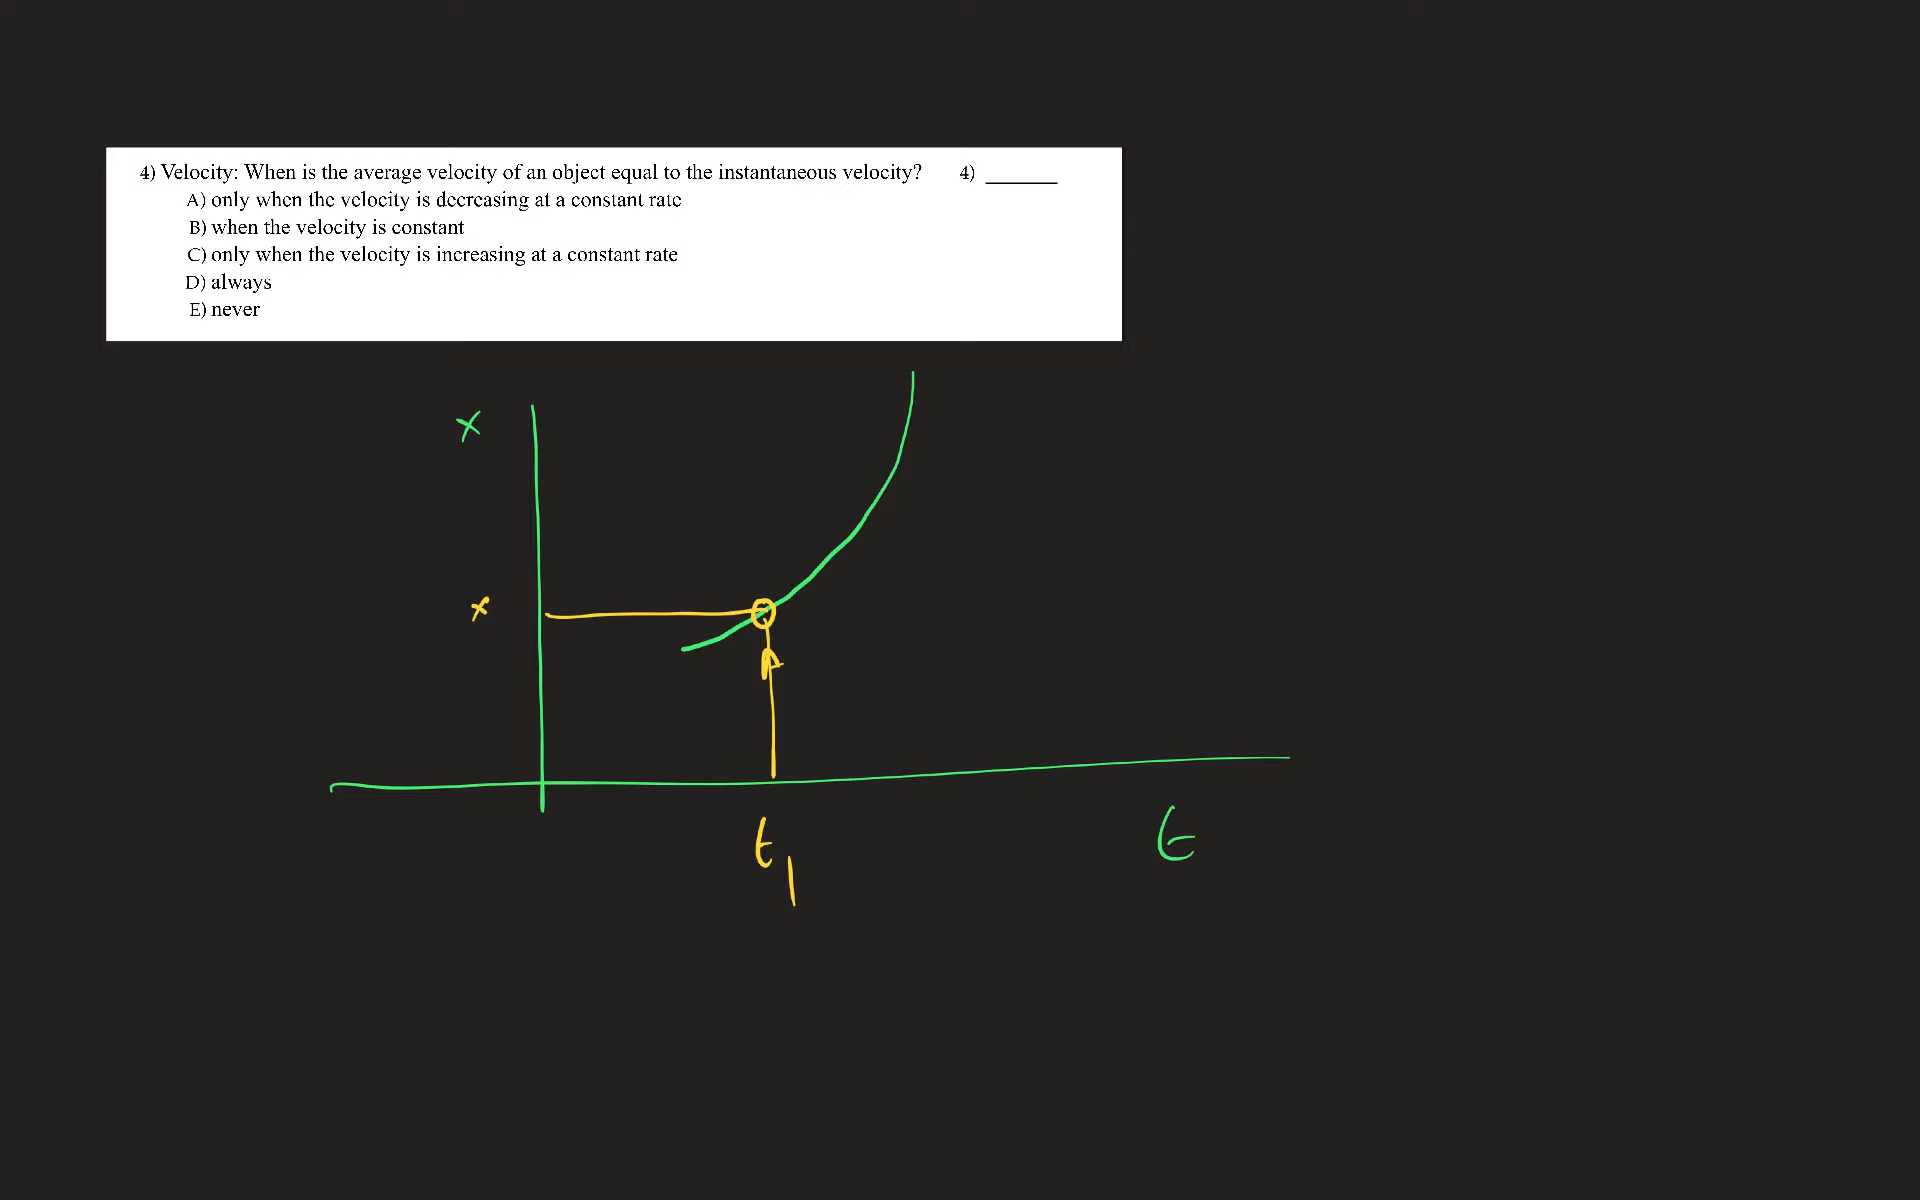 4) Velocity: When is the average velocity of an object equal to the instantaneous velocity? 4) ______
A) only when the velocity is decreasing at a constant rate
B) when the velocity is constant
C) only when the velocity is increasing at a constant rate
D) always
E) never
x
x
t
t1